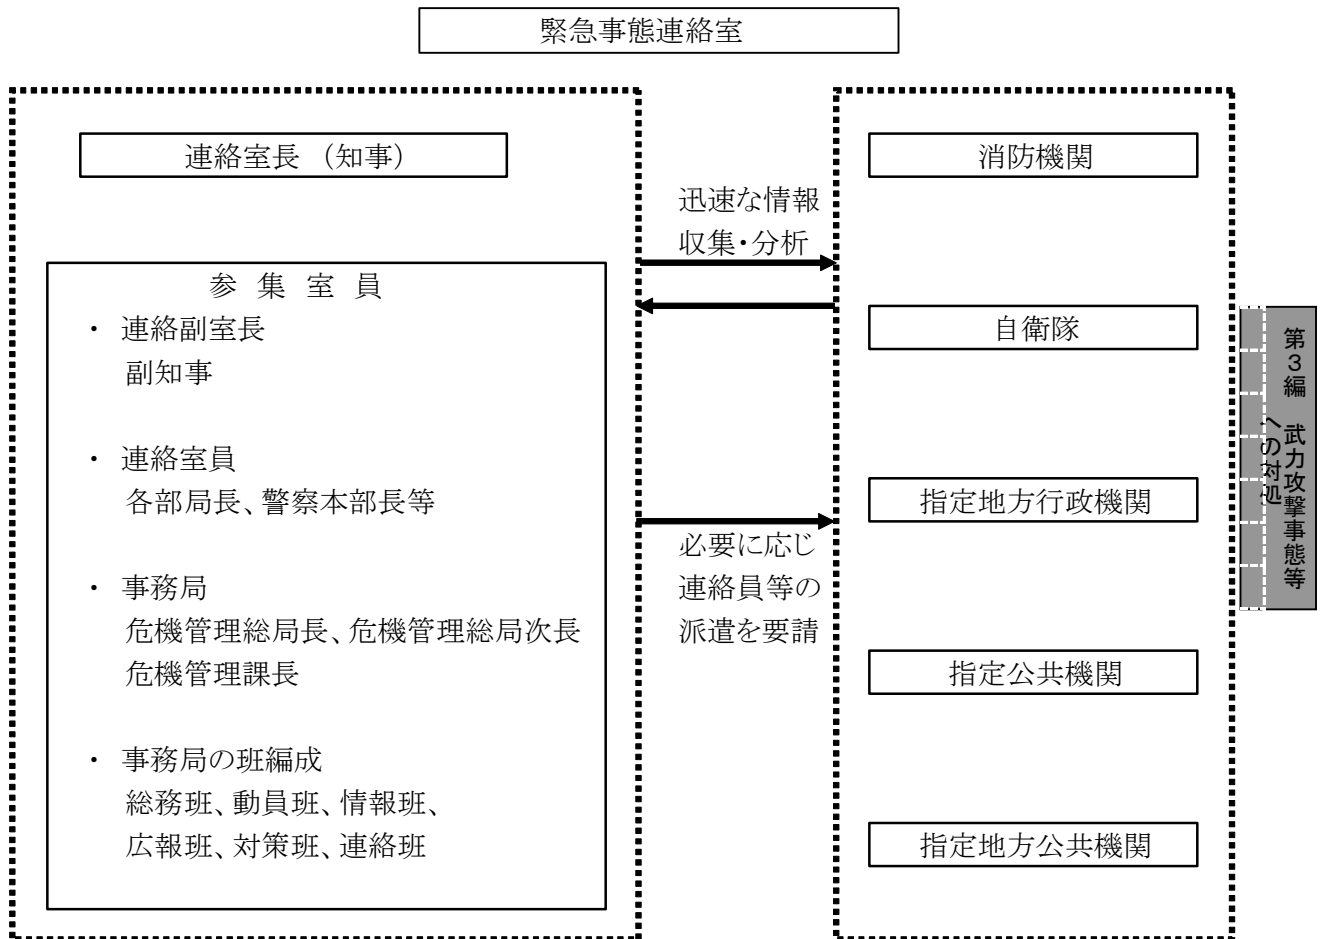 緊急事態連絡室
連絡室長 (知事)
参 集 室 員
・ 連絡副室長
副知事
・ 連絡室員
各部局長、警察本部長等
・ 事務局
危機管理総局長、危機管理総局次長
危機管理課長
・ 事務局の班編成
総務班、動員班、情報班、
広報班、対策班、連絡班
迅速な情報
収集・分析
必要に応じ
連絡員等の
派遣を要請
消防機関
自衛隊
指定地方行政機関
指定公共機関
指定地方公共機関
第3編 武力攻撃事態等
への対処